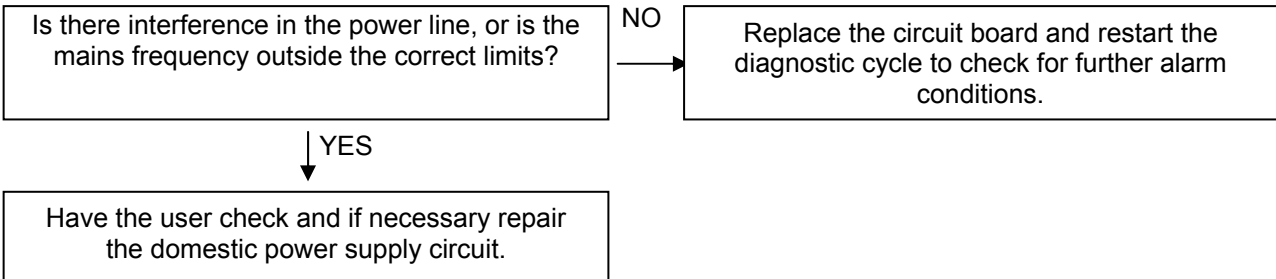 Is there interference in the power line, or is the
mains frequency outside the correct limits?
NO
Replace the circuit board and restart the
diagnostic cycle to check for further alarm
conditions.
YES
Have the user check and if necessary repair
the domestic power supply circuit.